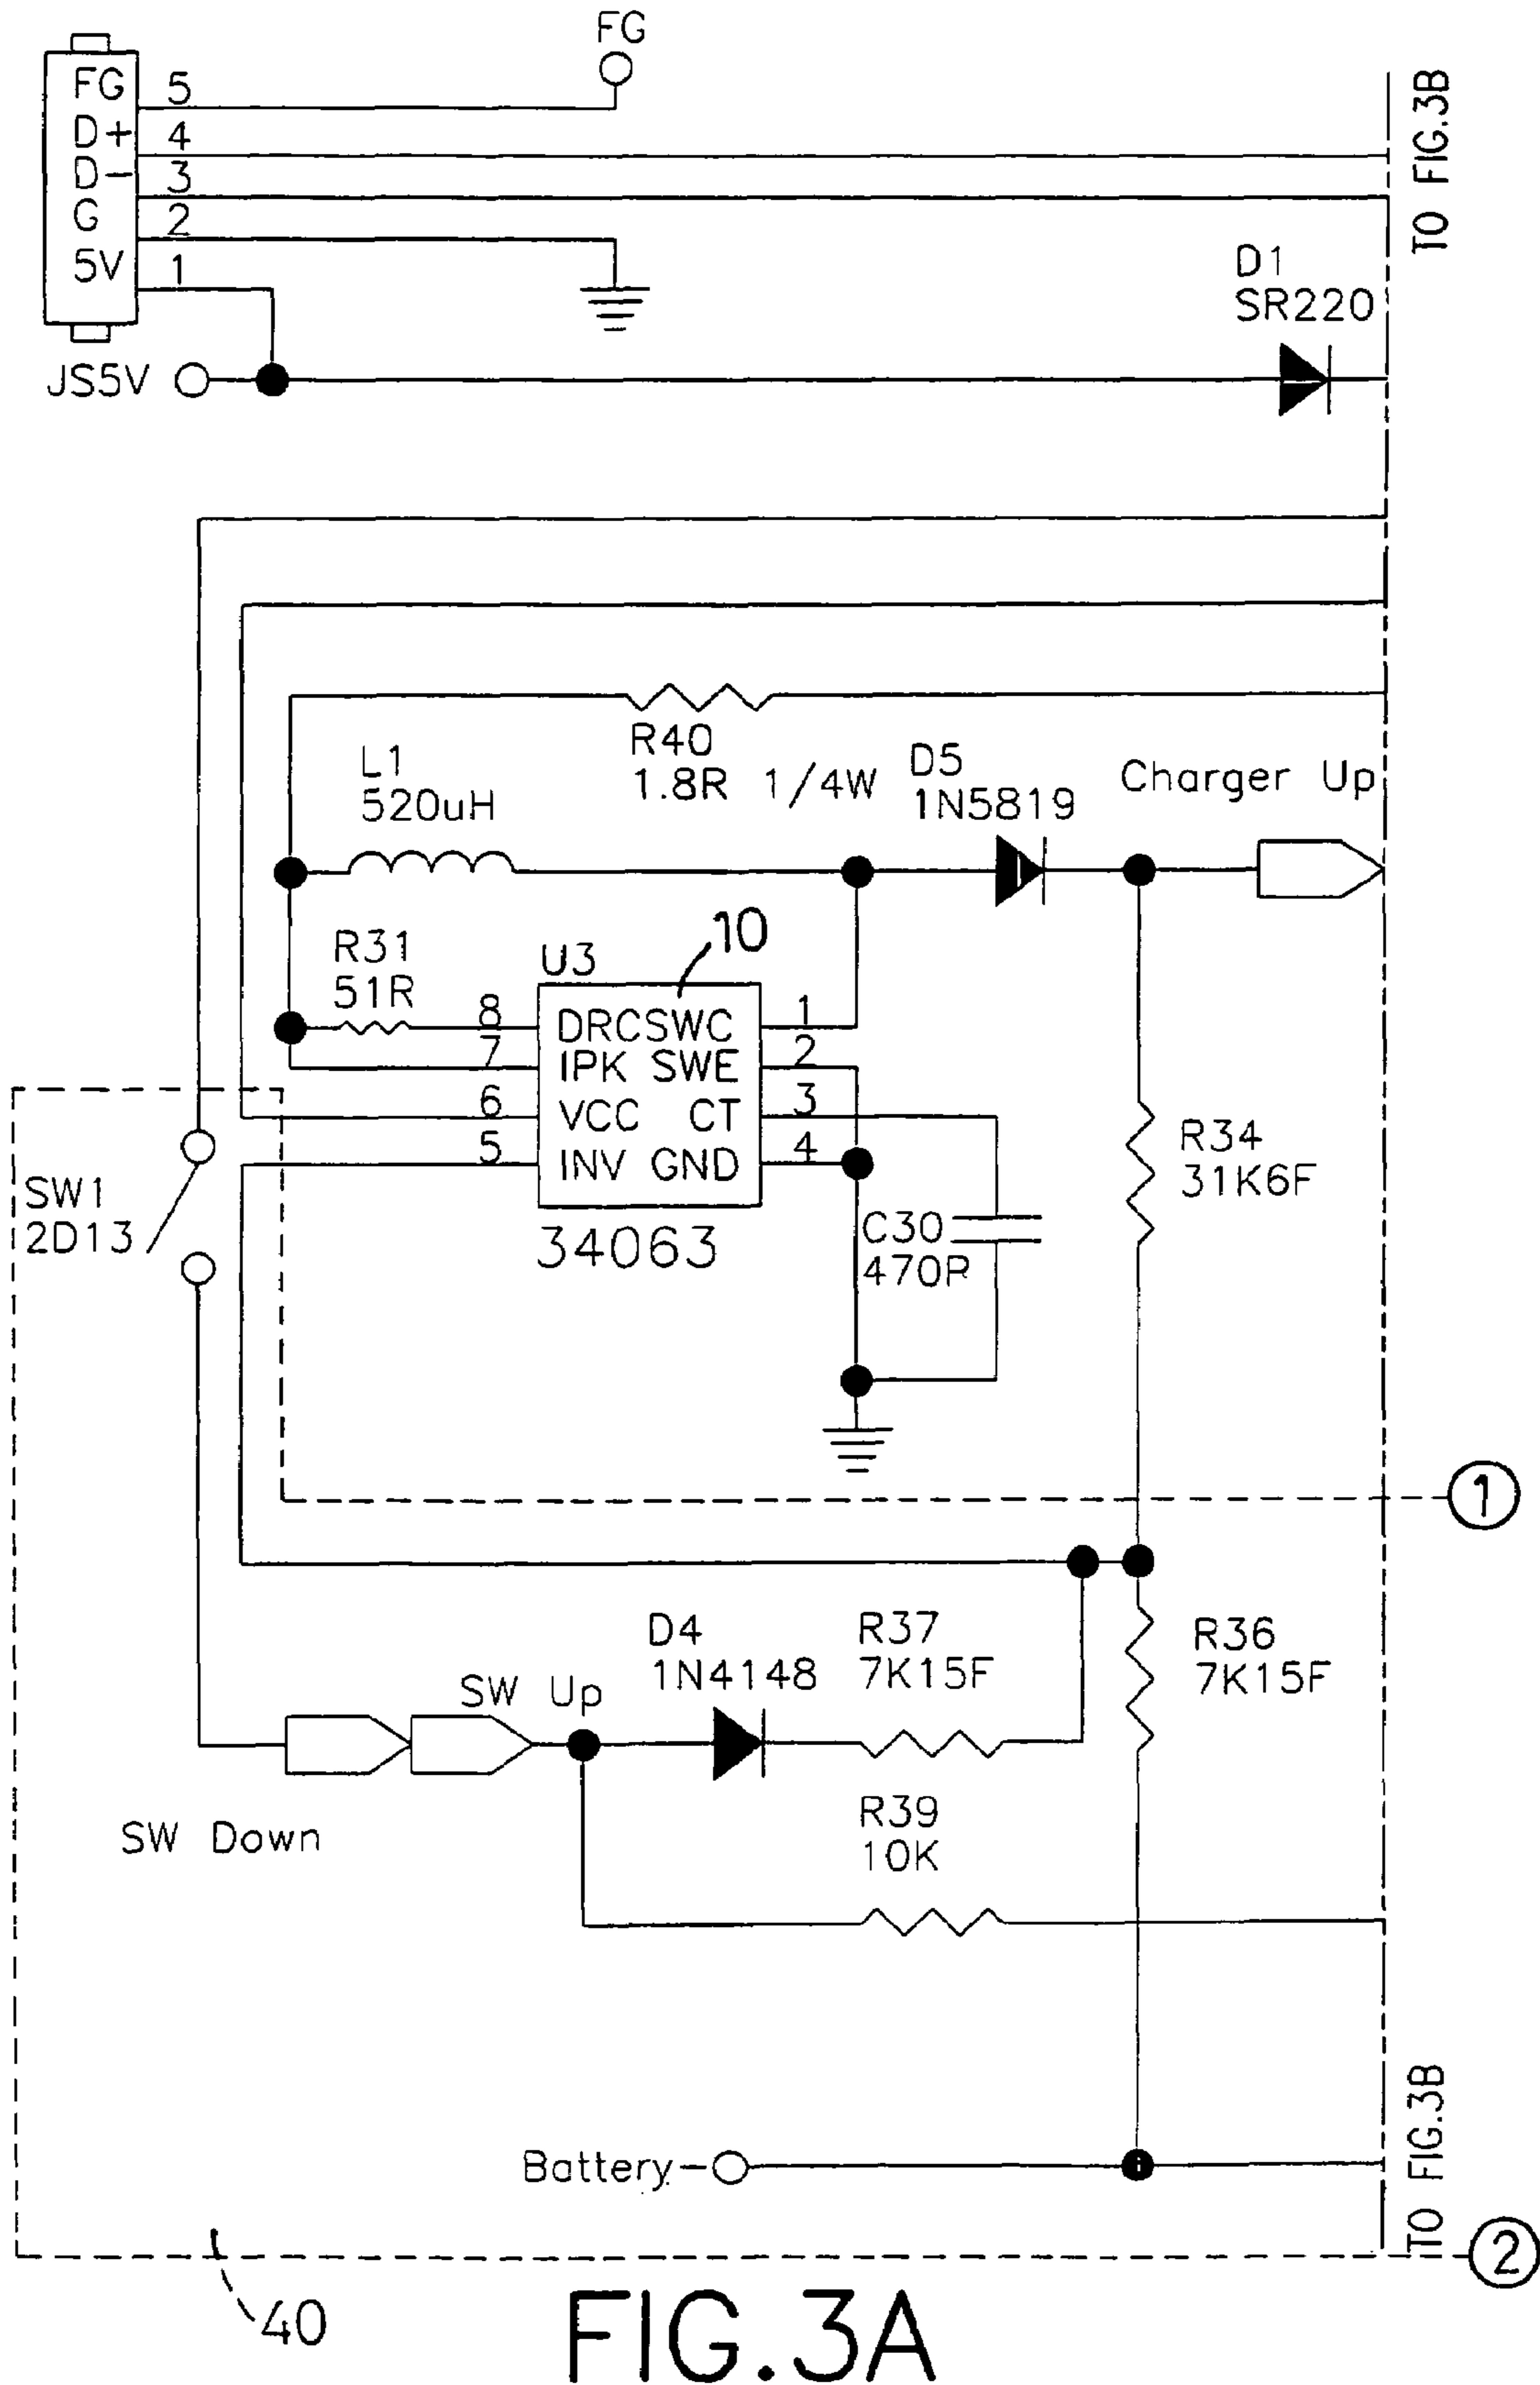 FG
FG 5
D+ 4
D- 3
G 2
5V 1
TO FIG.3B
D1
SR220
JS5V
R40
1.8R 1/4W
L1
520uH
D5
1N5819
Charger Up
10
R31
51R
U3
8 DRC SWC 1
7 IPK SWE 2
6 VCC CT 3
5 INV GND 4
34063
R34
31K6F
SW1
2D13
C30
470P
1
D4
1N4148
R37
7K15F
R36
7K15F
SW Up
R39
10K
SW Down
Battery-
TO FIG.3B
2
40
FIG.3A